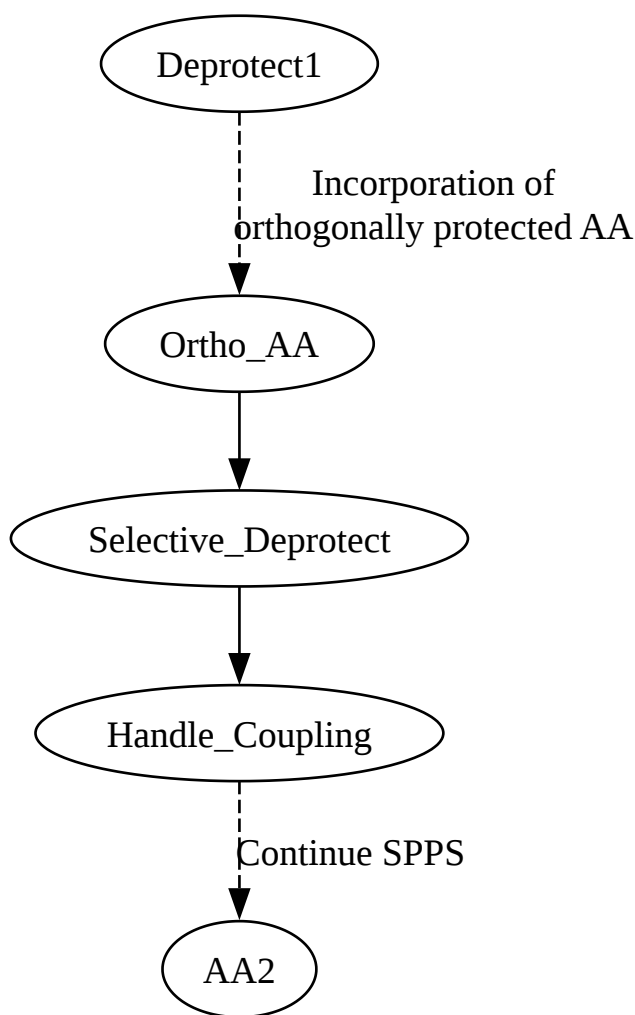 Deprotect1
Incorporation of
orthogonally protected AA
Ortho_AA
Selective_Deprotect
Handle_Coupling
Continue SPPS
AA2